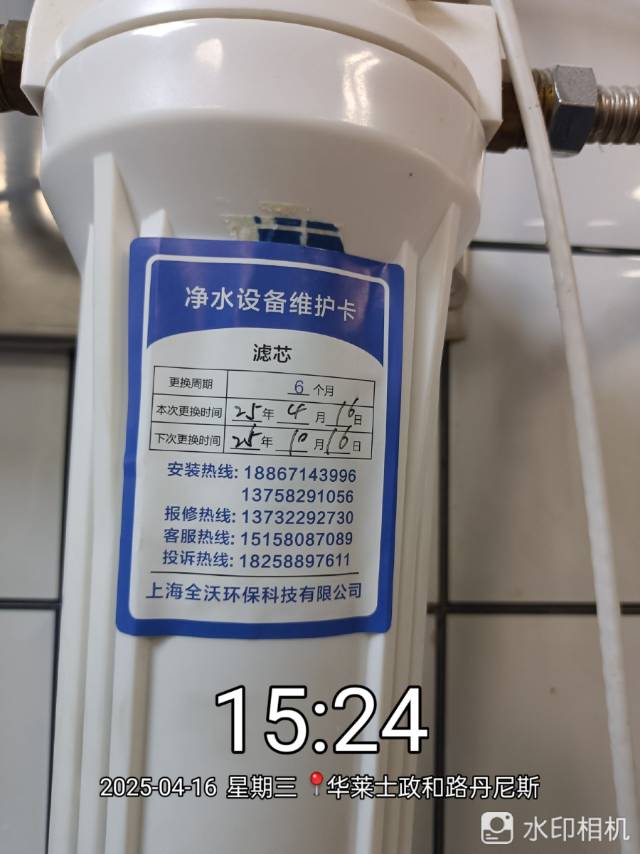 净水设备维护卡
滤芯
更换周期 6 个月
本次更换时间 25 年 4 月 16 日
下次更换时间 25 年 10 月 16 日
安装热线: 18867143996
13758291056
报修热线: 13732292730
客服热线: 15158087089
投诉热线: 18258897611
上海全沃环保科技有限公司
15:24
2025-04-16 星期三 📍华莱士政和路丹尼斯
水印相机